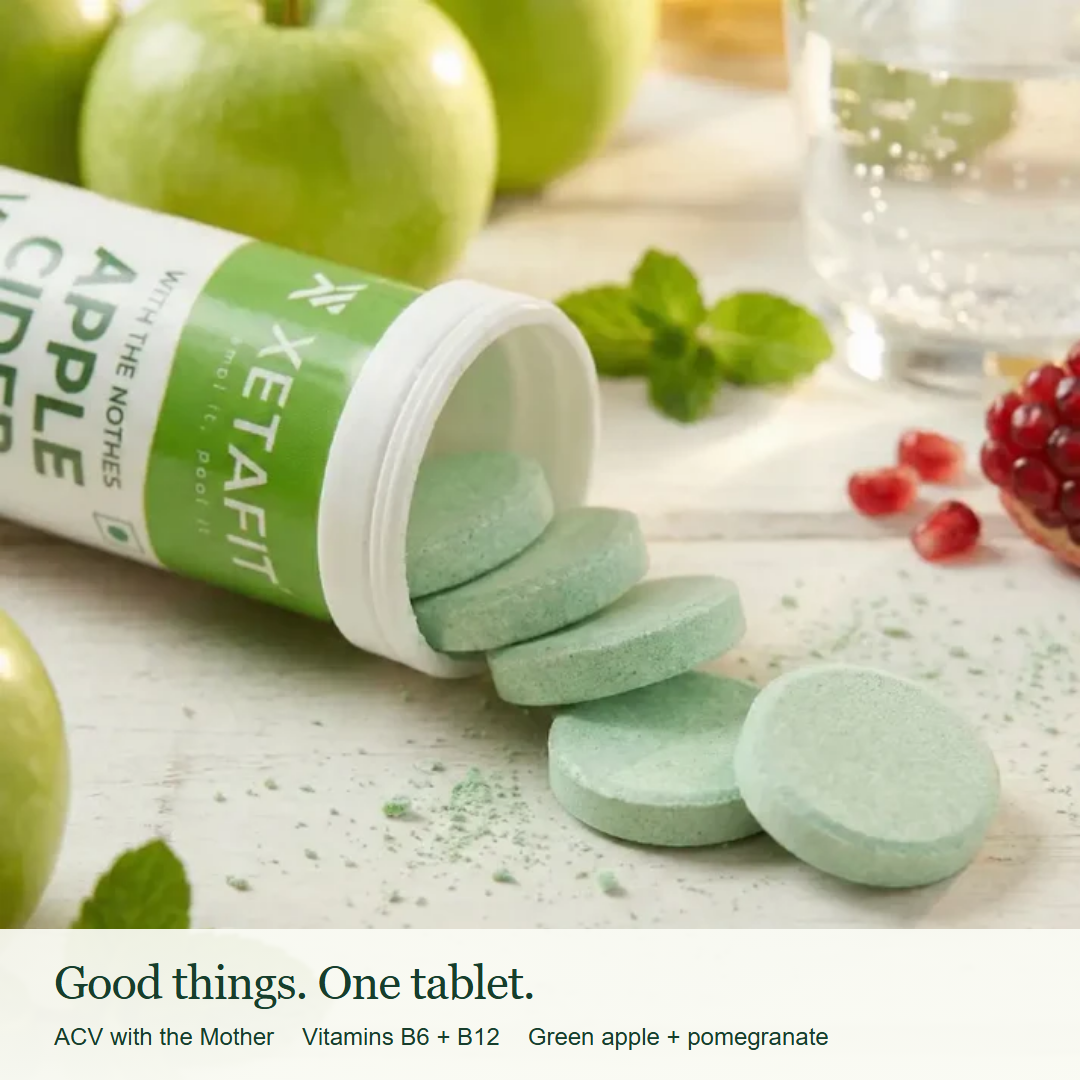 XETAFIT
APPLE
CIDER
WITH THE NOTHES
Good things. One tablet.
ACV with the Mother Vitamins B6 + B12 Green apple + pomegranate